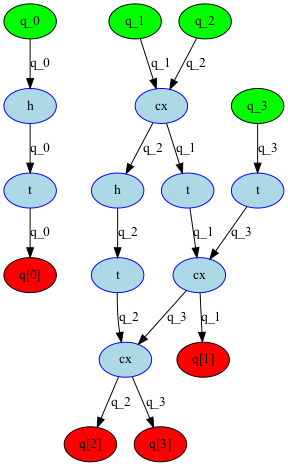 q_0 q_1 q_2
q_0 q_1 q_2
h cx q_3
q_0 q_2 q_1 q_3
t h t t
q_0 q_2 q_1 q_3
q[0] t cx
q_2 q_3 q_1
cx q[1]
q_2 q_3
q[2] q[3]